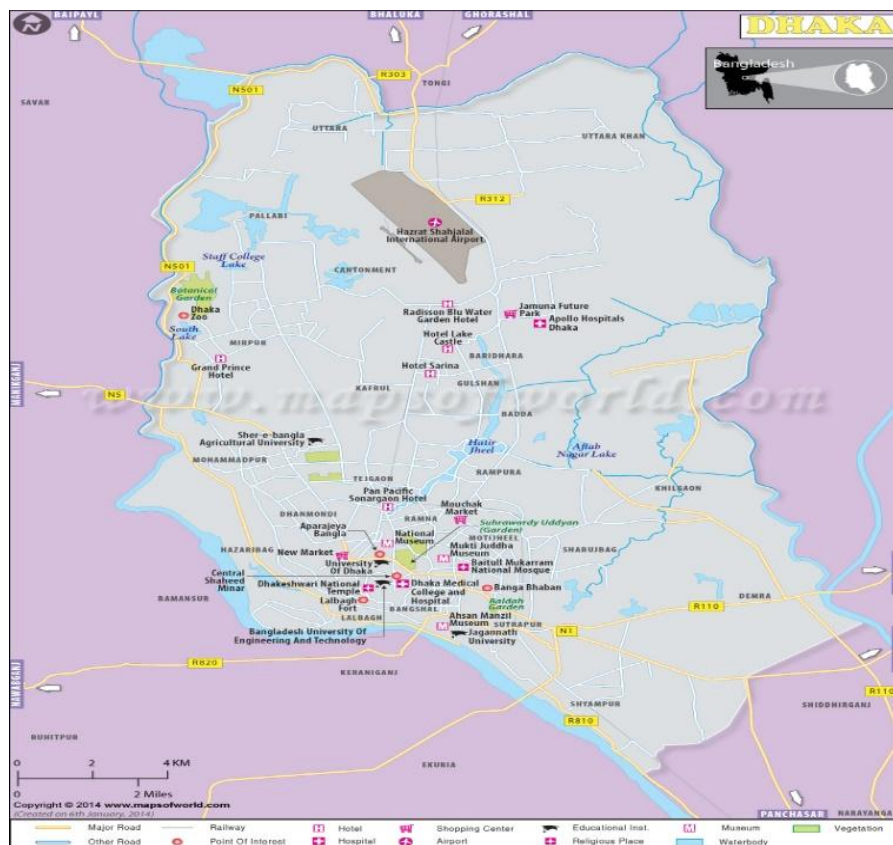 BAIPAYL
BHALUKA
GHORASHAL
DHAKA
N
R303
TONGI
Bangladesh
N501
SAVAR
UTTARA
UTTARA KHAN
R312
PALLABI
Hazrat Shahjalal
International Airport
Staff College
Lake
N501
CANTONMENT
Botanical
Garden
Dhaka
Zoo
South
Lake
Radisson Blu Water
Garden Hotel
Jamuna Future
Park
Apollo Hospitals
Dhaka
MIRPUR
Hotel Lake
Castle
BARIDHARA
Grand Prince
Hotel
Hotel Sarina
MANIKGANJ
KAFRUL
GULSHAN
N5
www.mapsofworld.com
BADDA
Sher-e-bangla
Agricultural University
Hatir
Jheel
Aftab
Nagar Lake
MOHAMMADPUR
RAMPURA
TEJGAON
KHILGAON
Pan Pacific
Sonargaon Hotel
Mouchak
Market
DHANMONDI
RAMNA
Suhrawardy Uddyan
(Garden)
Aparajeya
Bangla
National
Museum
MOTIJHEEL
HAZARIBAG
New Market
Mukti Juddha
Museum
SHARUJBAG
University
Of Dhaka
Baitull Mukarram
National Mosque
Central
Shaheed
Minar
Dhakeshwari National
Temple
Dhaka Medical
College and
Hospital
Banga Bhaban
DEMRA
RAMANSUR
Lalbagh
Fort
BANGSHAL
Baldah
Garden
R110
LALBAGH
Ahsan Manzil
Museum
SUTRAPUR
Bangladesh University Of
Engineering And Technology
Jagannath
University
N1
R820
KERANIGANJ
NAWABGANJ
SHYAMPUR
R110
SHIDDHIRGANJ
R810
RUHITPUR
EKURIA
0 2 4 KM
0 2 Miles
Copyright © 2014 www.mapsofworld.com
(Created on 6th January, 2014)
PANCHASAR
NARAYANGA
Major Road
Railway
Hotel
Shopping Center
Educational Inst.
Museum
Vegetation
Other Road
Point Of Interest
Hospital
Airport
Religious Place
Waterbody